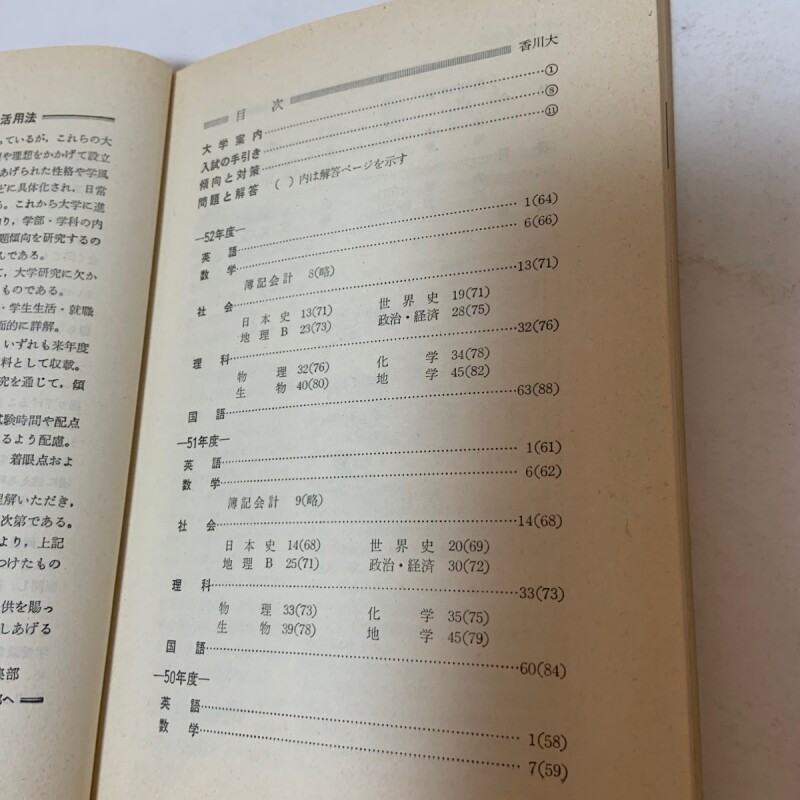 活用法
ているが，これらの大
や理想をかかげて設立
あげられた性格や学風
どに具体化され，日常
る。これから大学に進
り，学部・学科の内
題傾向を研究するの
んである。
て，大学研究に欠か
ものである。
・学生生活・就職
面的に詳解。
いずれも来年度
料として収載。
究を通じて，傾
試験時間や配点
るよう配慮。
着眼点およ
理解いただき，
次第である。
より，上記
つけたもの
供を賜っ
しあげる
集部
部へ
香川大
目　次
大学案内 ①
入試の手引き ⑧
傾向と対策 ⑪
問題と解答 （ ）内は解答ページを示す
—52年度—
英語 1(64)
数学 6(66)
簿記会計 8(略)
社会 13(71)
日本史 13(71) 世界史 19(71)
地理B 23(73) 政治・経済 28(75)
理科 32(76)
物理 32(76) 化学 34(78)
生物 40(80) 地学 45(82)
国語 63(88)
—51年度—
英語 1(61)
数学 6(62)
簿記会計 9(略)
社会 14(68)
日本史 14(68) 世界史 20(69)
地理B 25(71) 政治・経済 30(72)
理科 33(73)
物理 33(73) 化学 35(75)
生物 39(78) 地学 45(79)
国語 60(84)
—50年度—
英語 1(58)
数学 7(59)